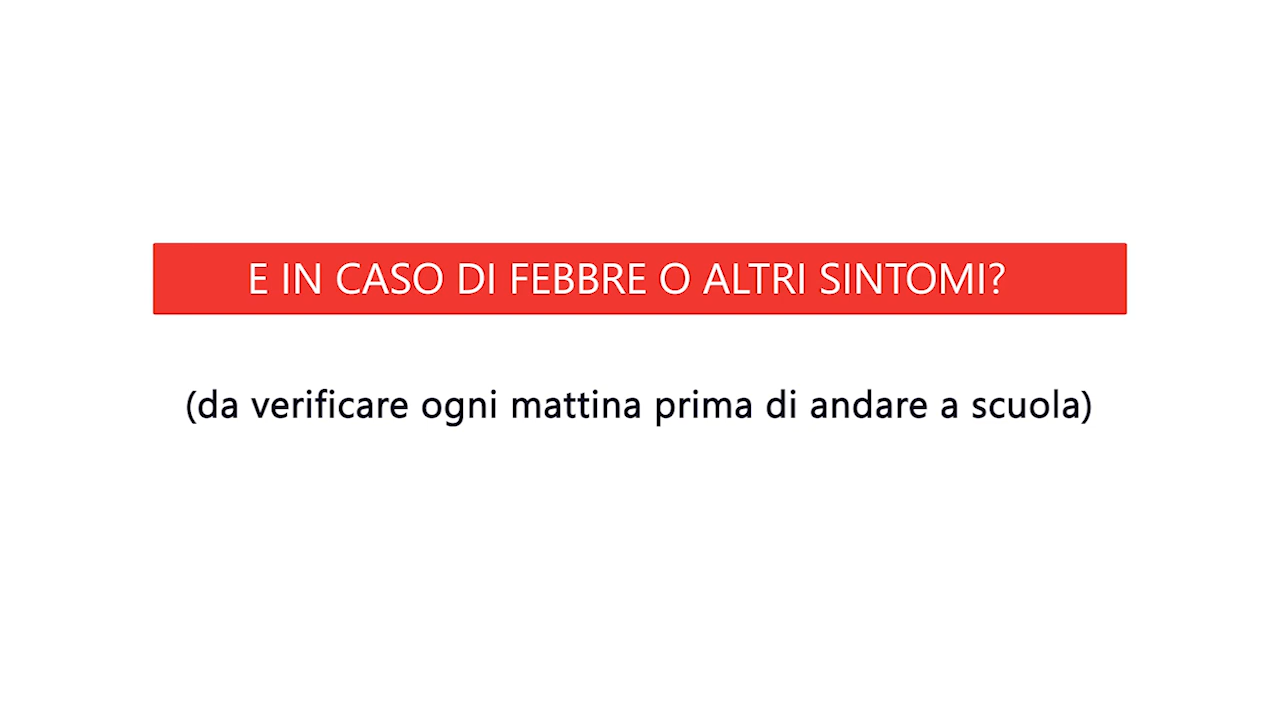 E IN CASO DI FEBBRE O ALTRI SINTOMI?
(da verificare ogni mattina prima di andare a scuola)